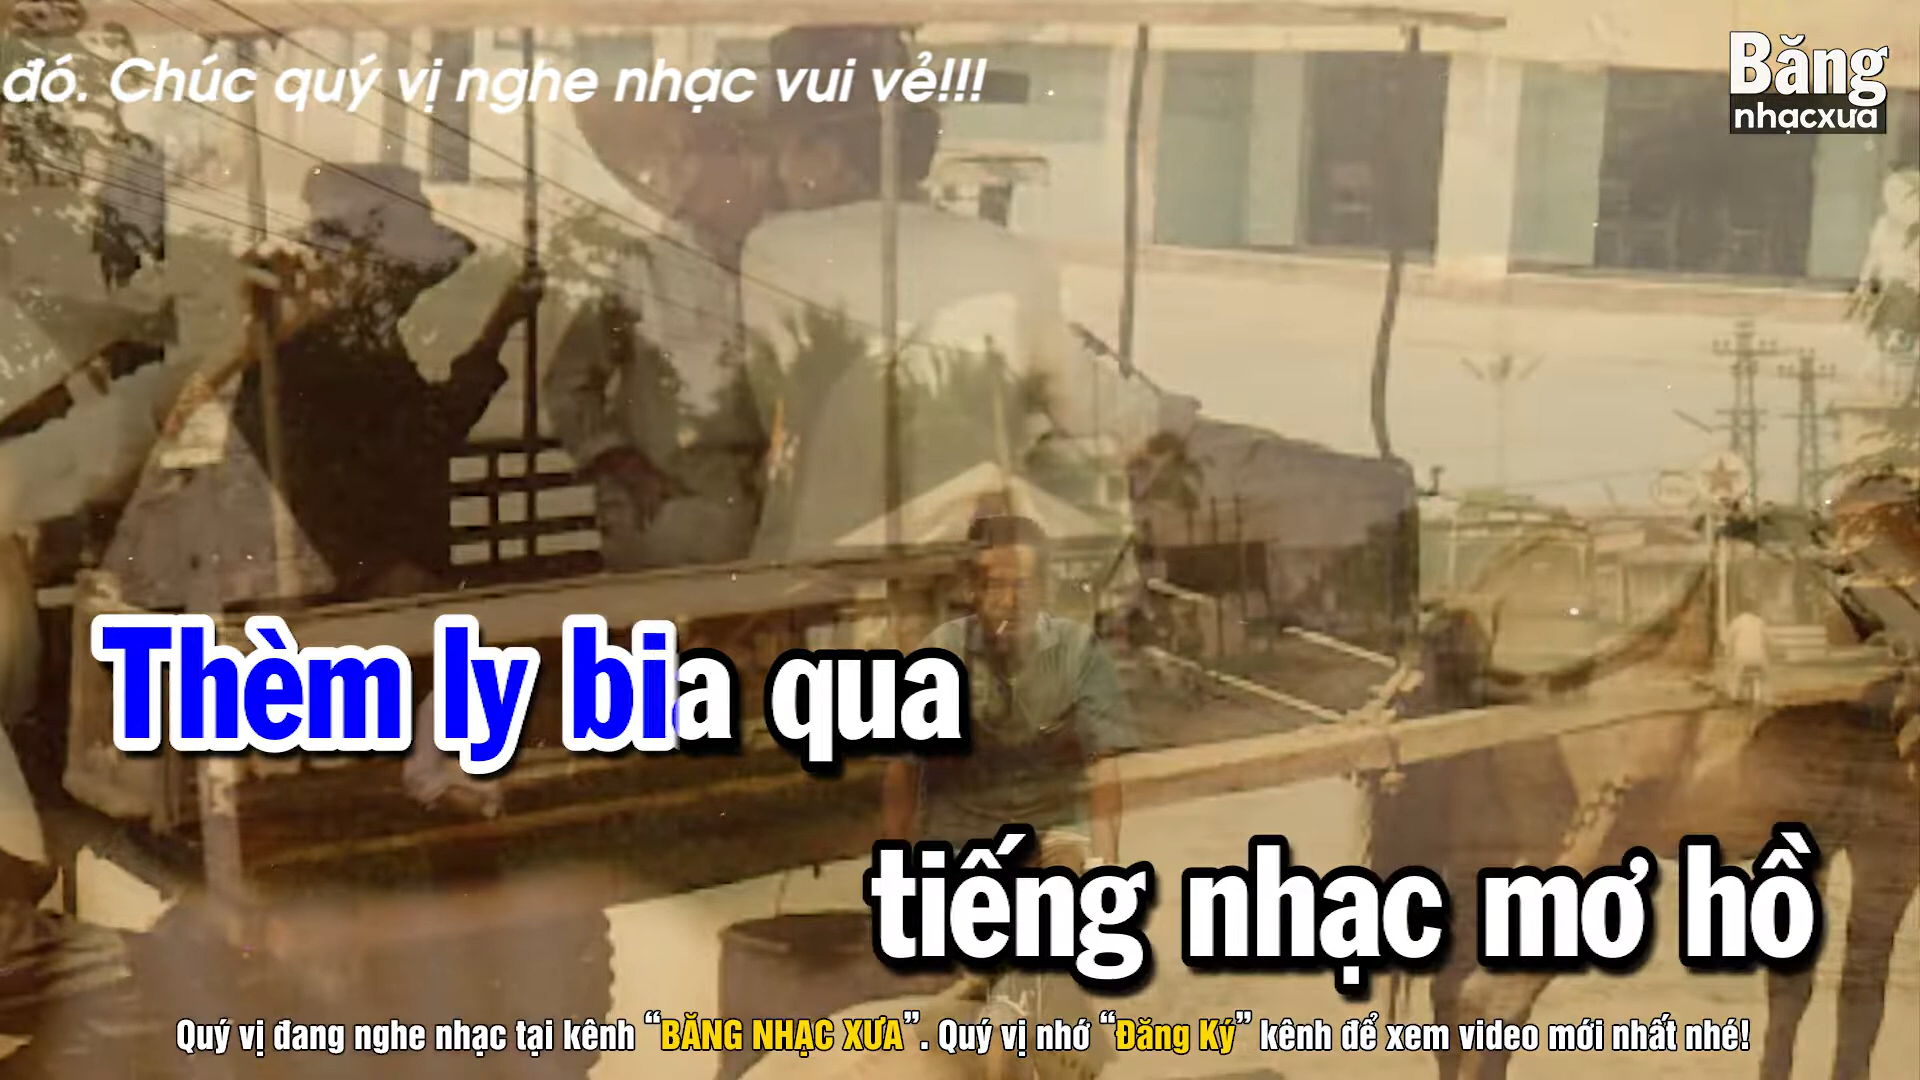 đó. Chúc quý vị nghe nhạc vui vẻ!!!
Băng
nhạcxưa
Thèm ly bia qua
tiếng nhạc mơ hồ
Quý vị đang nghe nhạc tại kênh “BĂNG NHẠC XƯA”. Quý vị nhớ “Đăng Ký” kênh để xem video mới nhất nhé!